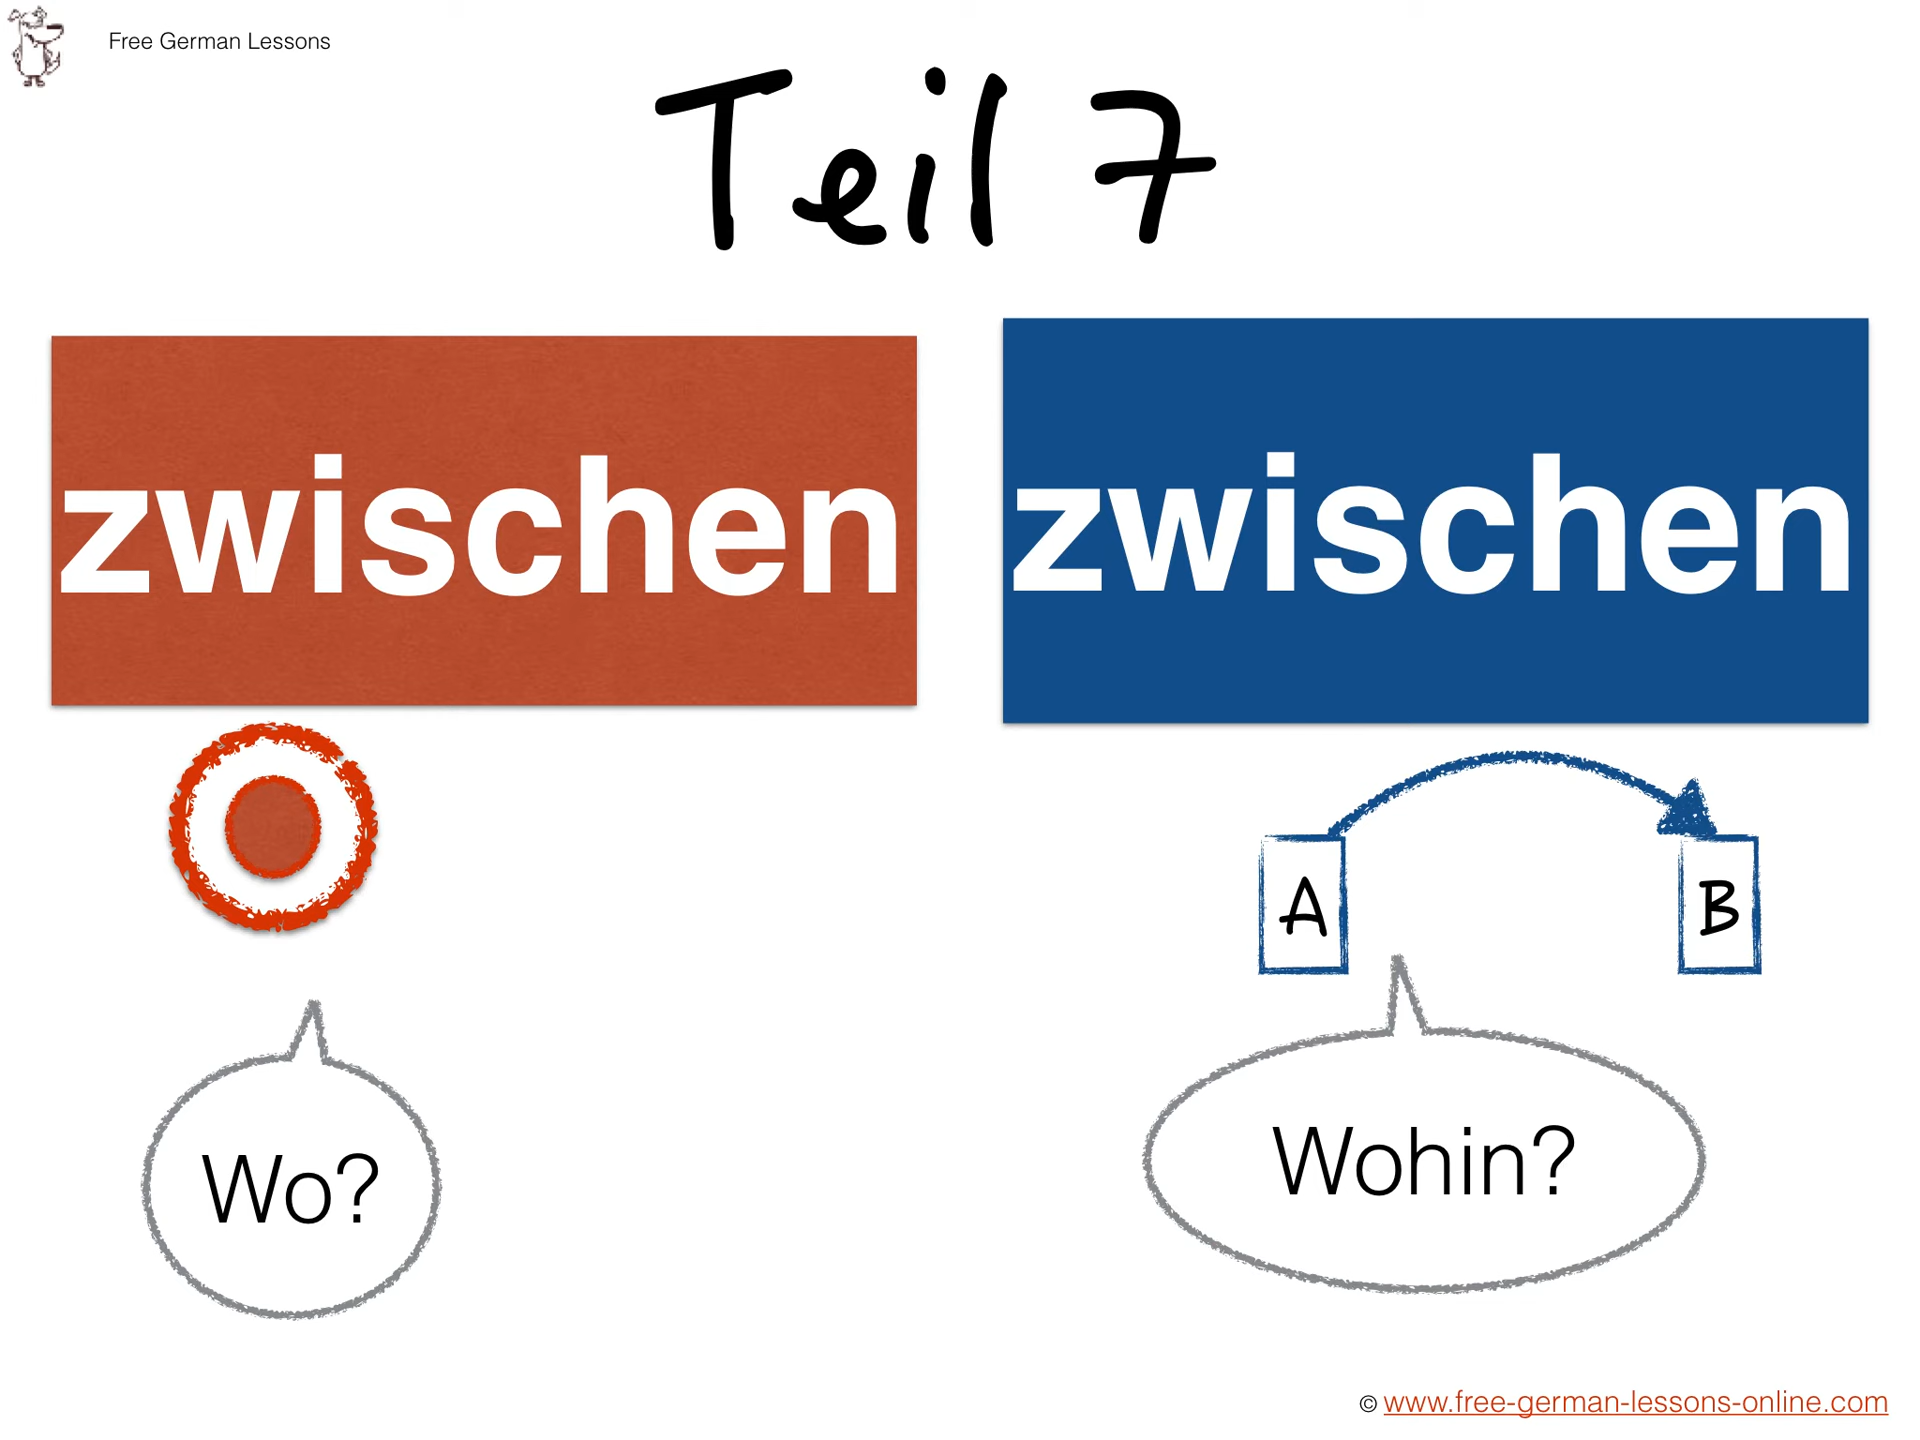 Free German Lessons
Teil 7
zwischen
zwischen
A
B
Wo?
Wohin?
© www.free-german-lessons-online.com